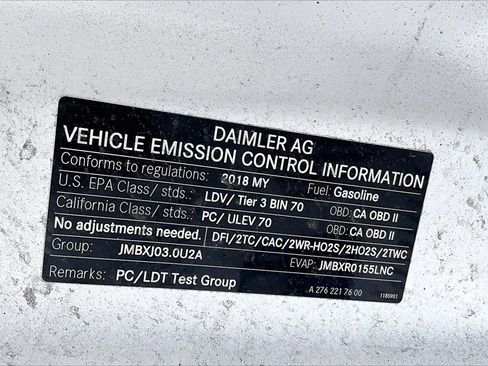 DAIMLER AG
VEHICLE EMISSION CONTROL INFORMATION
Conforms to regulations: 2018 MY Fuel: Gasoline
U.S. EPA Class/ stds.: LDV/ Tier 3 BIN 70 OBD: CA OBD II
California Class/ stds.: PC/ ULEV 70 OBD: CA OBD II
No adjustments needed. DFI/2TC/CAC/2WR-HO2S/2HO2S/2TWC
Group: JMBXJ03.0U2A EVAP: JMBXR0155LNC
Remarks: PC/LDT Test Group A 276 221 76 00 1185901